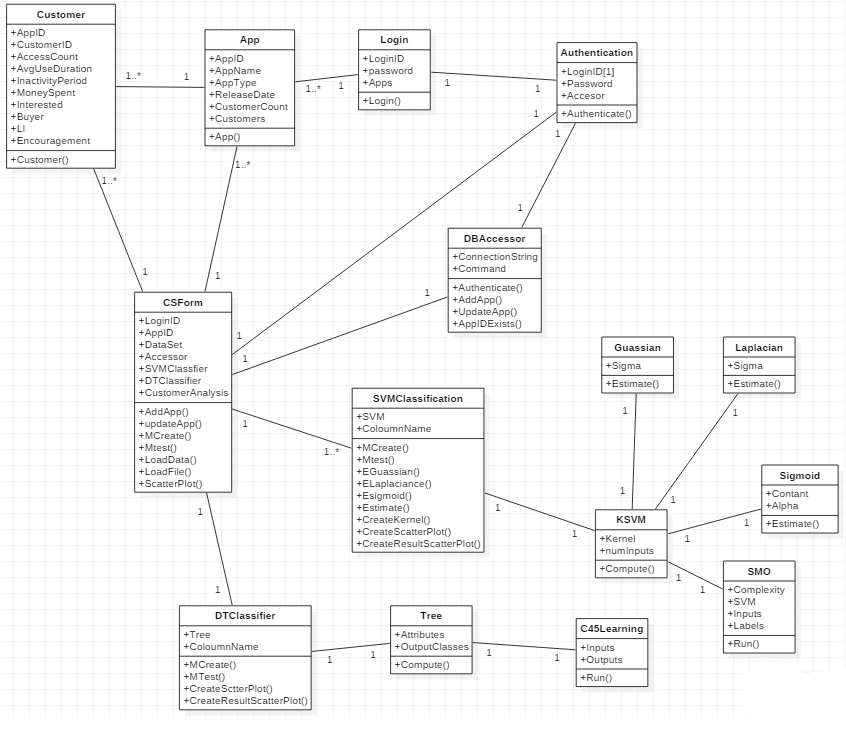 Customer
+AppID
+CustomerID
+AccessCount
+AvgUseDuration
+InactivityPeriod
+MoneySpent
+Interested
+Buyer
+LI
+Encouragement
+Customer()
1..*
1
App
+AppID
+AppName
+AppType
+ReleaseDate
+CustomerCount
+Customers
+App()
1..*
1
Login
+LoginID
+password
+Apps
+Login()
1
1
Authentication
+LoginID[1]
+Password
+Accesor
+Authenticate()
1
1
1..*
1..*
1
1
1
DBAccessor
+ConnectionString
+Command
+Authenticate()
+AddApp()
+UpdateApp()
+AppIDExists()
1
1
1
CSForm
+LoginID
+AppID
+DataSet
+Accessor
+SVMClassfier
+DTClassifier
+CustomerAnalysis
+AddApp()
+updateApp()
+MCreate()
+Mtest()
+LoadData()
+LoadFile()
+ScatterPlot()
1
1..*
1
1
SVMClassification
+SVM
+ColoumnName
+MCreate()
+Mtest()
+EGuassian()
+ELaplaciance()
+Esigmoid()
+Estimate()
+CreateKernel()
+CreateScatterPlot()
+CreateResultScatterPlot()
1
1
Guassian
+Sigma
+Estimate()
1
1
Laplacian
+Sigma
+Estimate()
1
1
Sigmoid
+Contant
+Alpha
+Estimate()
1
1
KSVM
+Kernel
+numInputs
+Compute()
1
1
SMO
+Complexity
+SVM
+Inputs
+Labels
+Run()
DTClassifier
+Tree
+ColoumnName
+MCreate()
+MTest()
+CreateSctterPlot()
+CreateResultScatterPlot()
1
1
Tree
+Attributes
+OutputClasses
+Compute()
1
1
C45Learning
+Inputs
+Outputs
+Run()